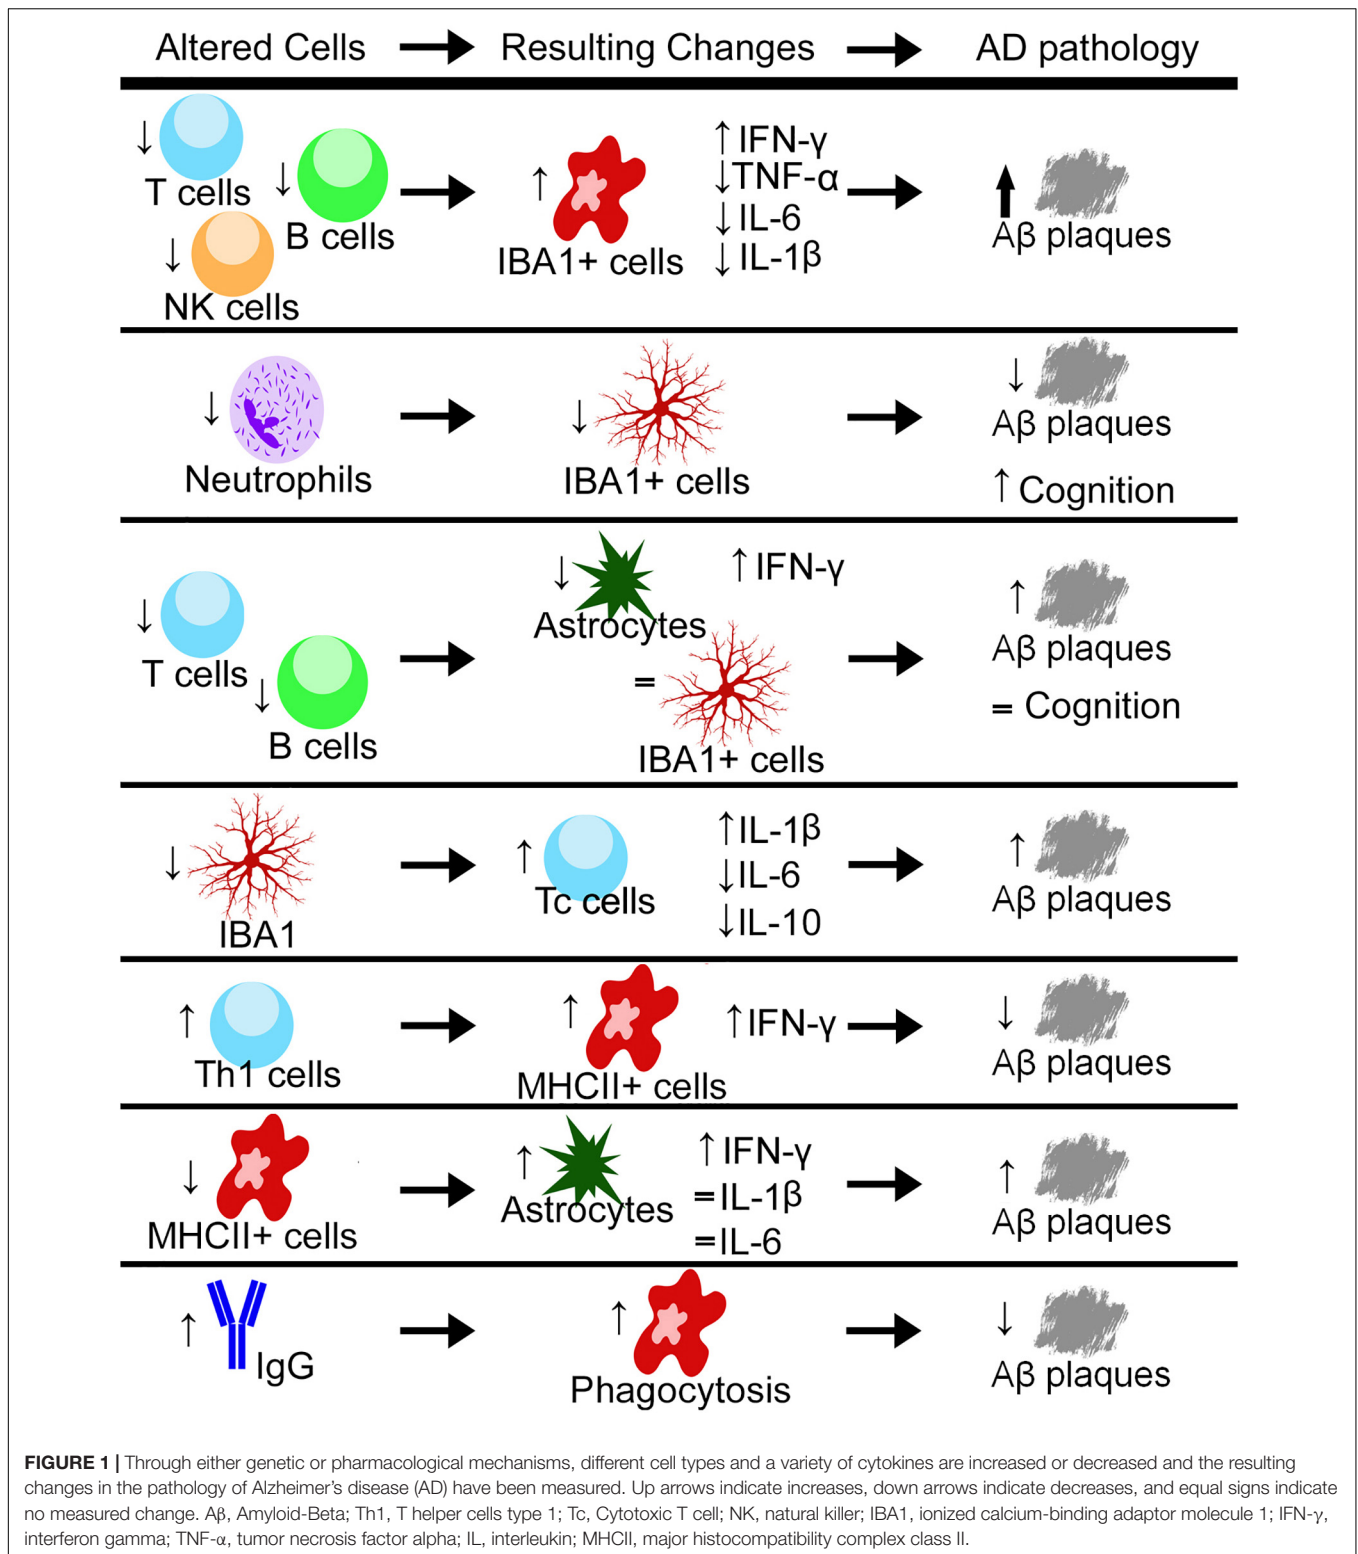 Altered Cells → Resulting Changes → AD pathology
↓ T cells
↓ B cells
↓ NK cells
↑ IBA1+ cells
↑IFN-γ
↓TNF-α
↓IL-6
↓IL-1β
↑ Aβ plaques
↓ Neutrophils
↓ IBA1+ cells
↓ Aβ plaques
↑ Cognition
↓ T cells
↓ B cells
↓ Astrocytes
↑IFN-γ
= IBA1+ cells
↑ Aβ plaques
= Cognition
↓ IBA1
↑ Tc cells
↑IL-1β
↓IL-6
↓IL-10
↑ Aβ plaques
↑ Th1 cells
↑ MHCII+ cells
↑IFN-γ
↓ Aβ plaques
↓ MHCII+ cells
↑ Astrocytes
↑IFN-γ
=IL-1β
=IL-6
↑ Aβ plaques
↑ IgG
↑ Phagocytosis
↓ Aβ plaques
FIGURE 1 | Through either genetic or pharmacological mechanisms, different cell types and a variety of cytokines are increased or decreased and the resulting
changes in the pathology of Alzheimer's disease (AD) have been measured. Up arrows indicate increases, down arrows indicate decreases, and equal signs indicate
no measured change. Aβ, Amyloid-Beta; Th1, T helper cells type 1; Tc, Cytotoxic T cell; NK, natural killer; IBA1, ionized calcium-binding adaptor molecule 1; IFN-γ,
interferon gamma; TNF-α, tumor necrosis factor alpha; IL, interleukin; MHCII, major histocompatibility complex class II.